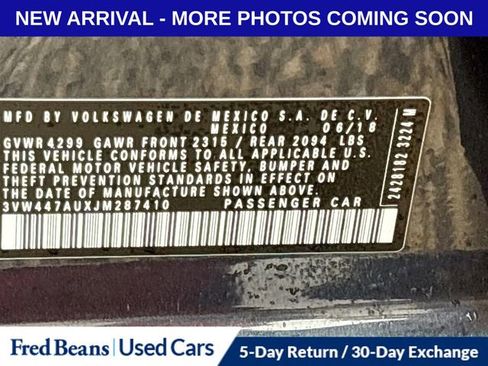 NEW ARRIVAL - MORE PHOTOS COMING SOON
MFD BY VOLKSWAGEN DE MEXICO S.A. DE C.V.
MEXICO 06/18
GVWR 4299 GAWR FRONT 2315 / REAR 2094 LBS
THIS VEHICLE CONFORMS TO ALL APPLICABLE U.S.
FEDERAL MOTOR VEHICLE SAFETY, BUMPER AND
THEFT PREVENTION STANDARDS IN EFFECT ON
THE DATE OF MANUFACTURE SHOWN ABOVE.
3VW447AUXJM287410 PASSENGER CAR
2420182 3224 M
Fred Beans Used Cars
5-Day Return / 30-Day Exchange